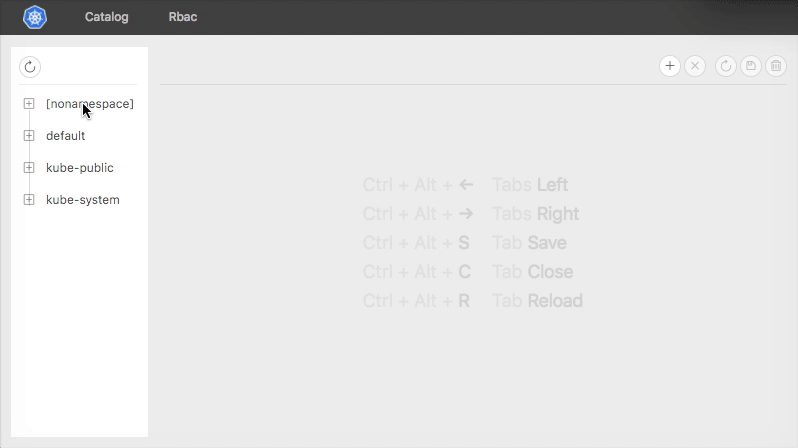 Catalog Rbac
[nonamespace]
default
kube-public
kube-system
Ctrl + Alt + ← Tabs Left
Ctrl + Alt + → Tabs Right
Ctrl + Alt + S Tab Save
Ctrl + Alt + C Tab Close
Ctrl + Alt + R Tab Reload